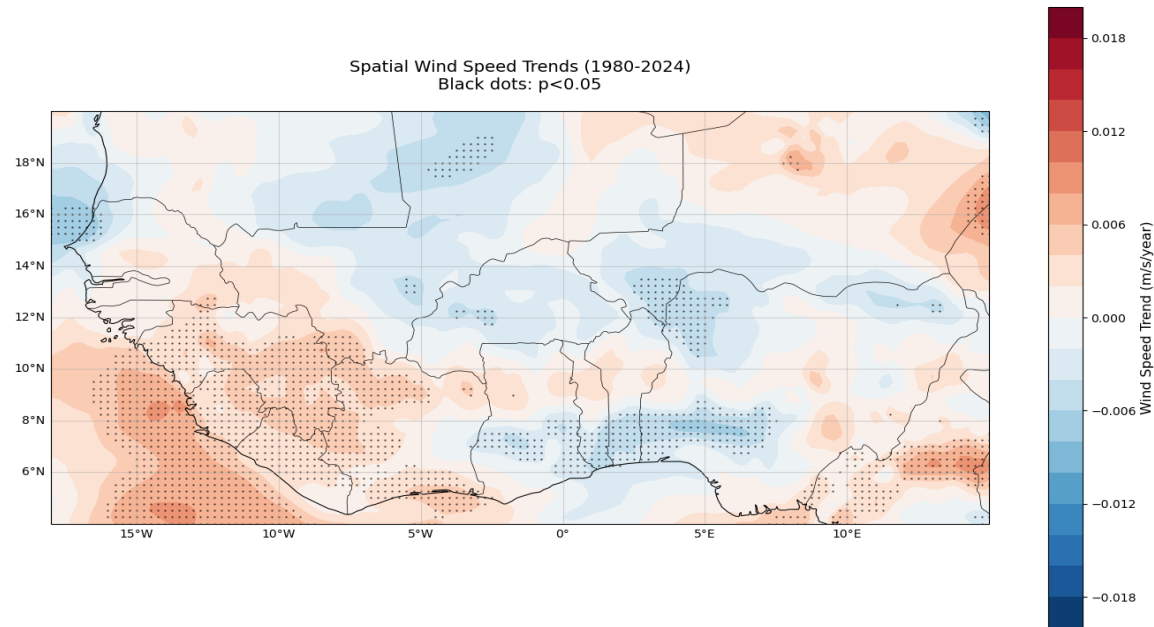 Spatial Wind Speed Trends (1980-2024)
Black dots: p<0.05
18°N
16°N
14°N
12°N
10°N
8°N
6°N
15°W
10°W
5°W
0°
5°E
10°E
0.018
0.012
0.006
0.000
−0.006
−0.012
−0.018
Wind Speed Trend (m/s/year)